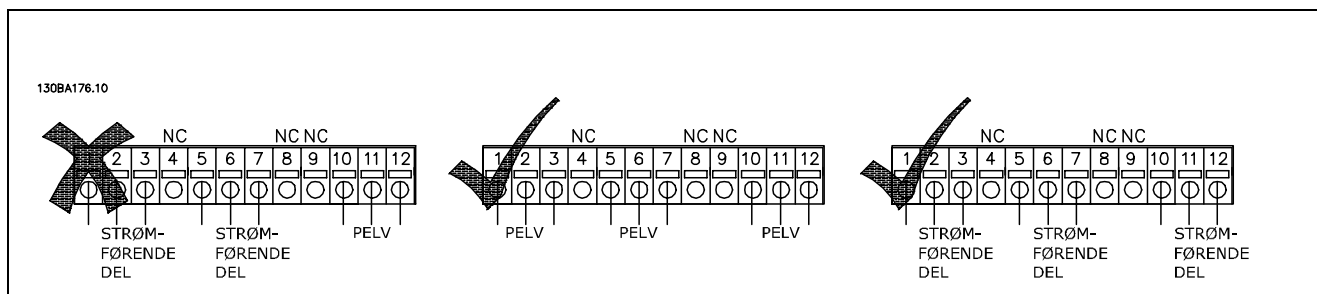 130BA176.10
NC NC NC
2 3 4 5 6 7 8 9 10 11 12
STRØM-
FØRENDE
DEL
STRØM-
FØRENDE
DEL
PELV
NC NC NC
1 2 3 4 5 6 7 8 9 10 11 12
PELV PELV PELV
NC NC NC
1 2 3 4 5 6 7 8 9 10 11 12
STRØM-
FØRENDE
DEL
STRØM-
FØRENDE
DEL
STRØM-
FØRENDE
DEL